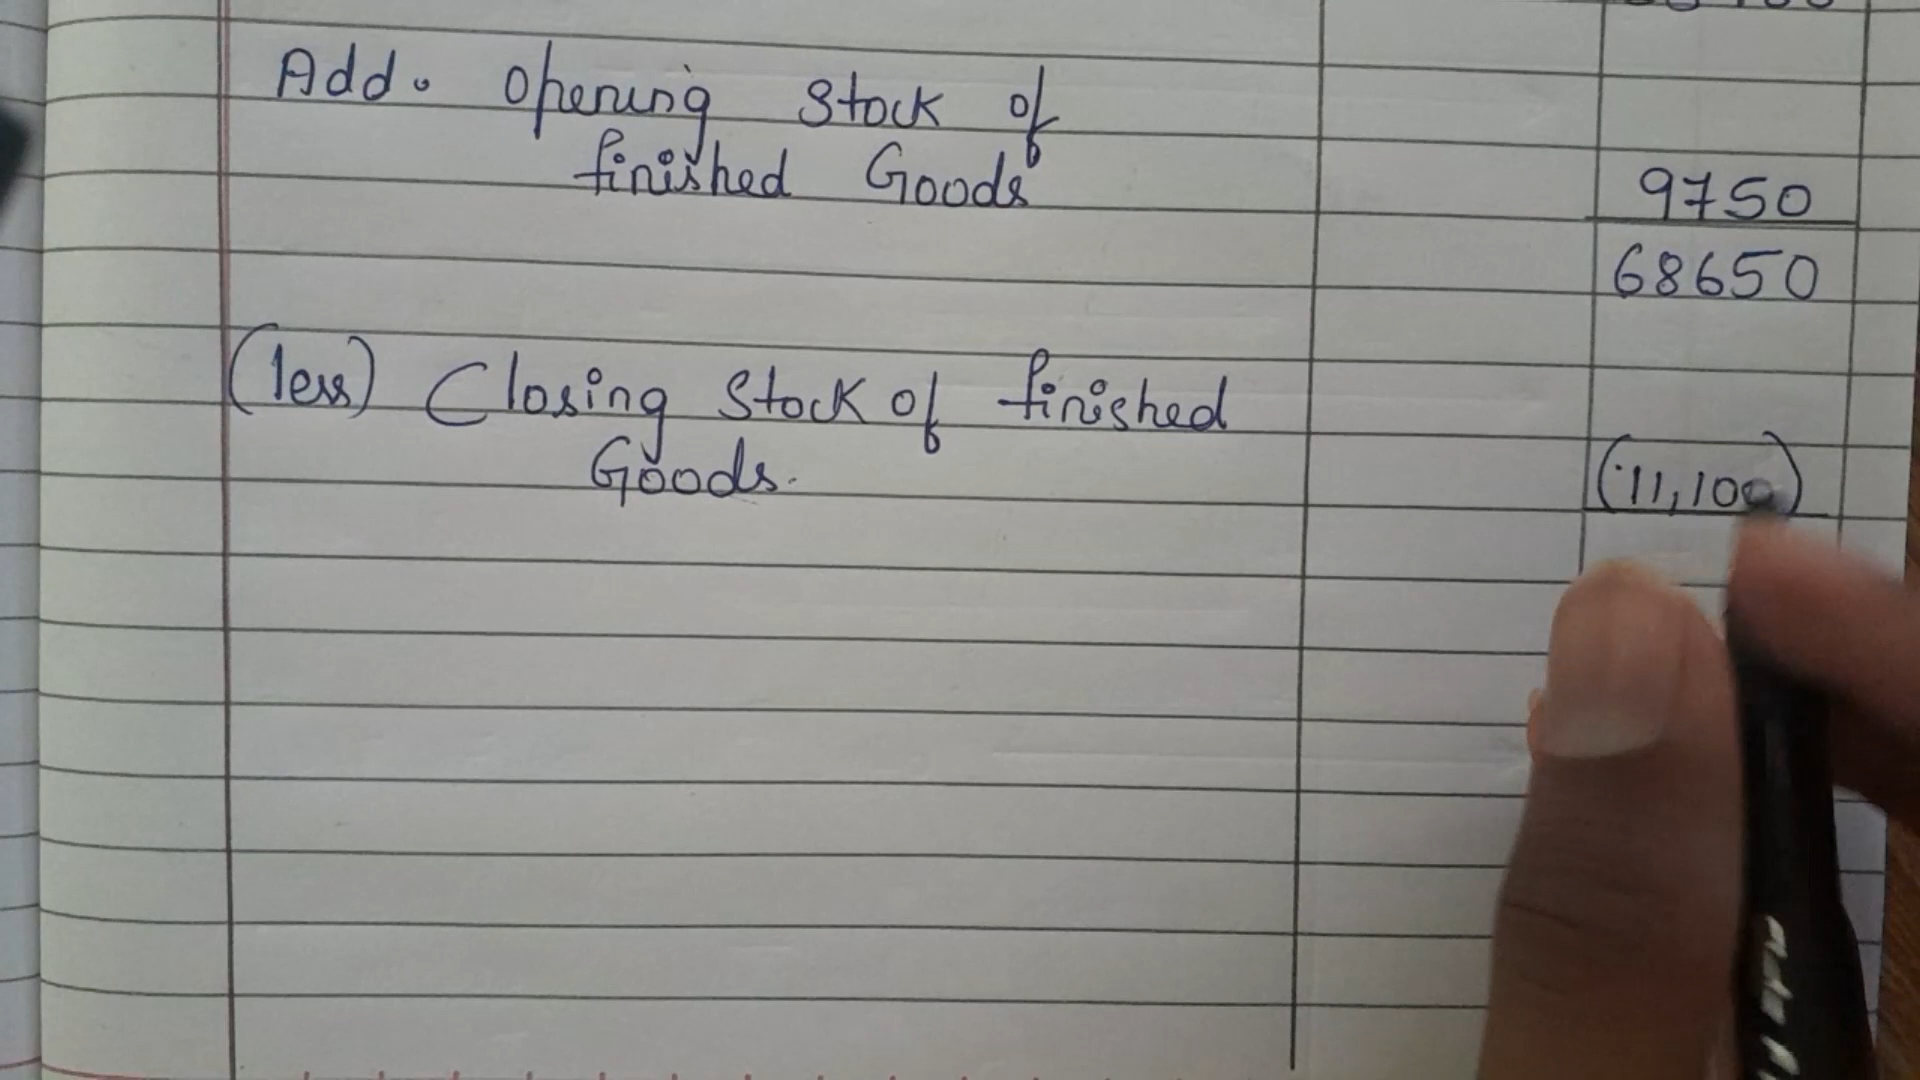 Add. Opening Stock of
finished Goods 9750
68650
(less) Closing Stock of finished
Goods. (11,100)